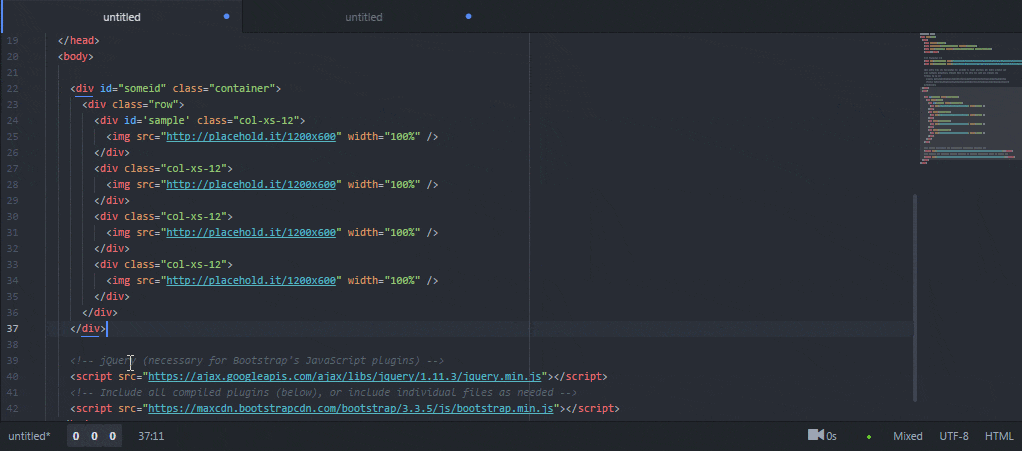 untitled untitled
19 </head>
20 <body>
21
22 <div id="someid" class="container">
23 <div class="row">
24 <div id='sample' class="col-xs-12">
25 <img src="http://placehold.it/1200x600" width="100%" />
26 </div>
27 <div class="col-xs-12">
28 <img src="http://placehold.it/1200x600" width="100%" />
29 </div>
30 <div class="col-xs-12">
31 <img src="http://placehold.it/1200x600" width="100%" />
32 </div>
33 <div class="col-xs-12">
34 <img src="http://placehold.it/1200x600" width="100%" />
35 </div>
36 </div>
37 </div>
38
39 <!-- jQuery (necessary for Bootstrap's JavaScript plugins) -->
40 <script src="https://ajax.googleapis.com/ajax/libs/jquery/1.11.3/jquery.min.js"></script>
41 <!-- Include all compiled plugins (below), or include individual files as needed -->
42 <script src="https://maxcdn.bootstrapcdn.com/bootstrap/3.3.5/js/bootstrap.min.js"></script>
untitled* 0 0 0 37:11 0s Mixed UTF-8 HTML